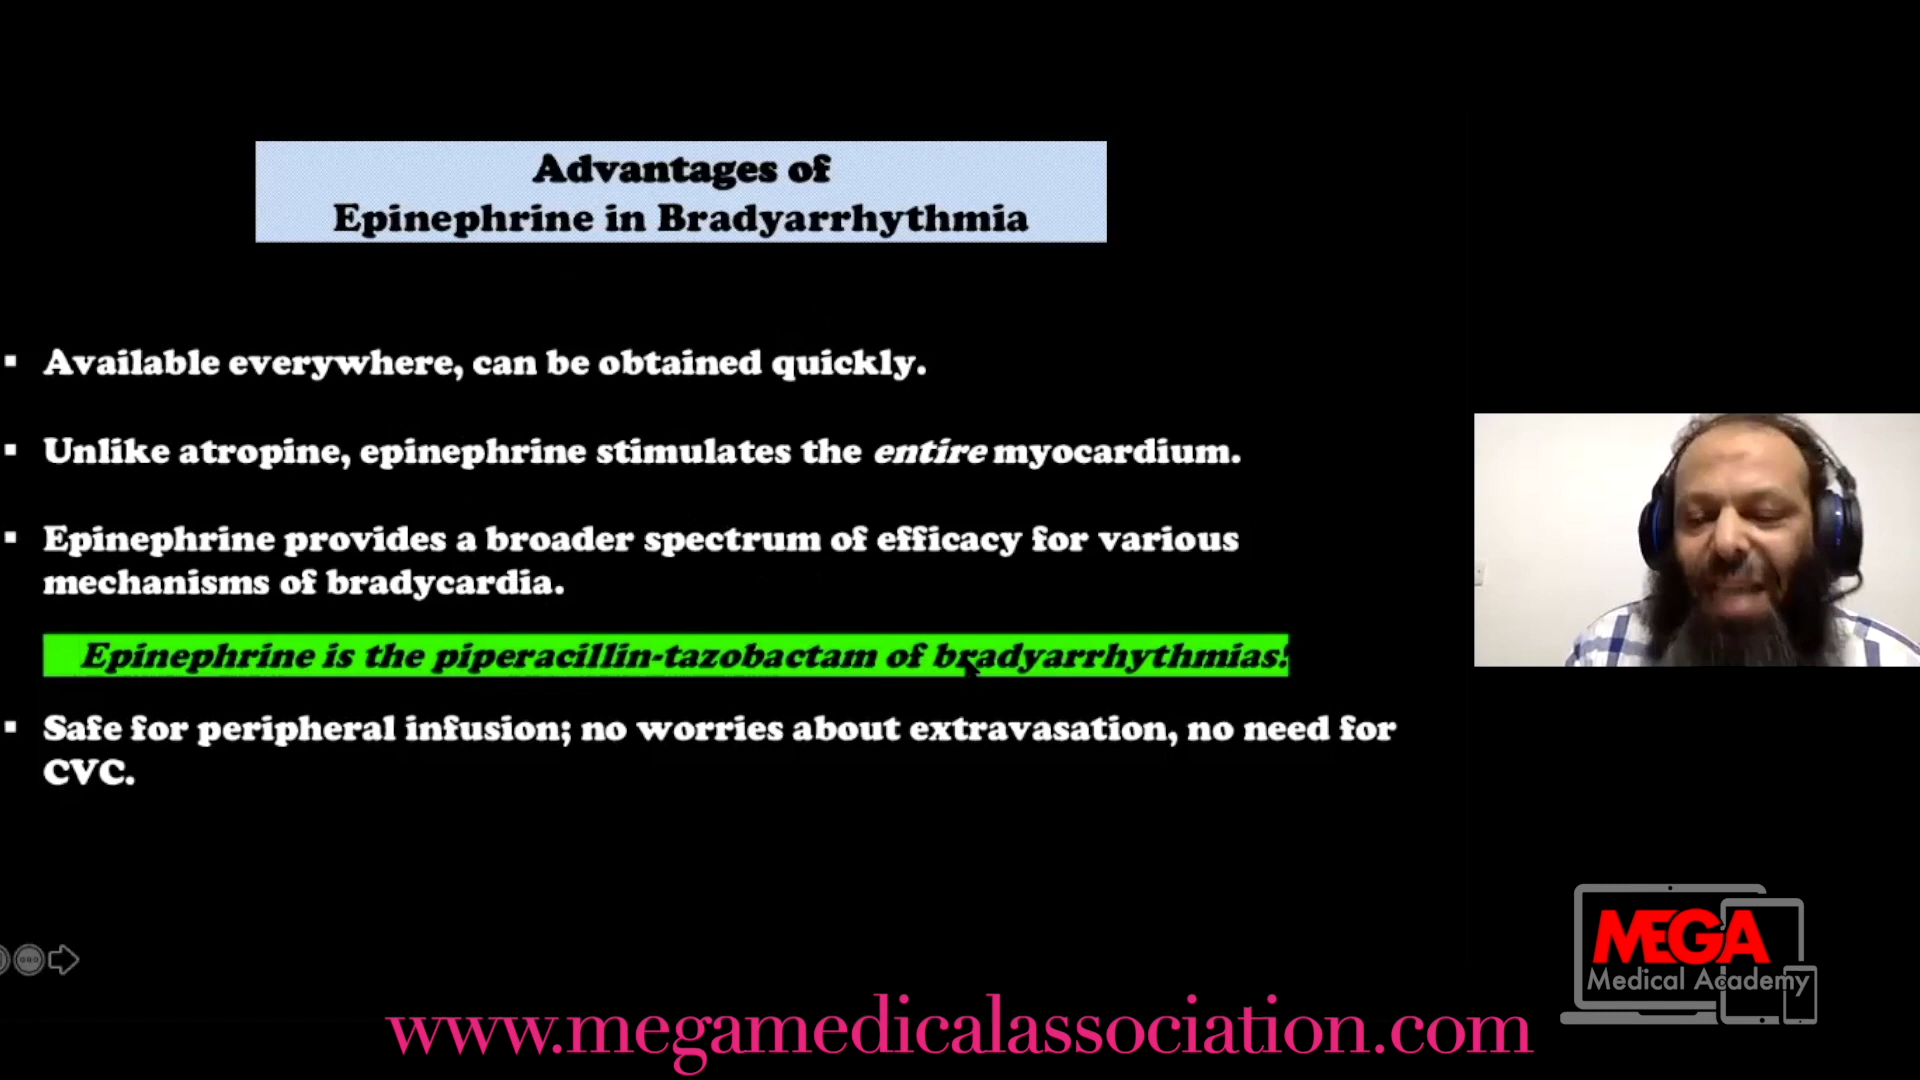 Advantages of
Epinephrine in Bradyarrhythmia
▪ Available everywhere, can be obtained quickly.
▪ Unlike atropine, epinephrine stimulates the entire myocardium.
▪ Epinephrine provides a broader spectrum of efficacy for various
mechanisms of bradycardia.
Epinephrine is the piperacillin-tazobactam of bradyarrhythmias!
▪ Safe for peripheral infusion; no worries about extravasation, no need for
CVC.
MEGA
Medical Academy
www.megamedicalassociation.com